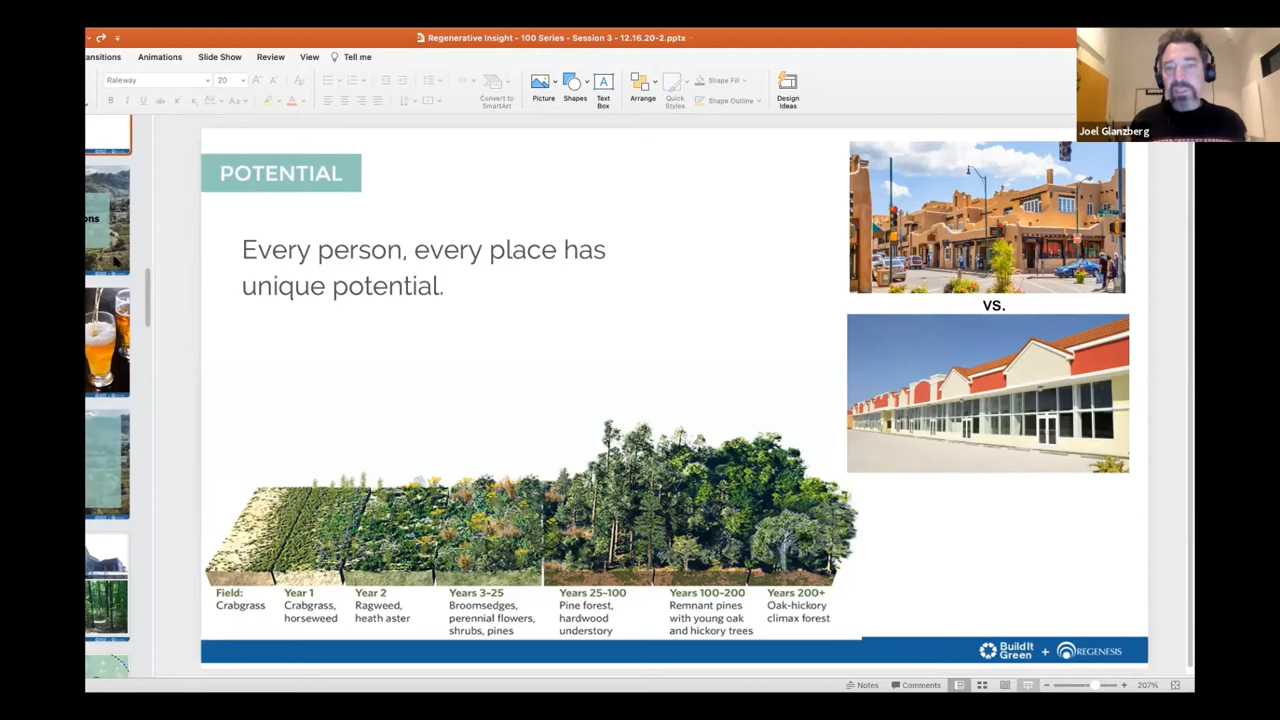 Regenerative Insight - 100 Series - Session 3 - 12.16.20-2.pptx
ansitions Animations Slide Show Review View Tell me
Raleway 20
Convert to
SmartArt
Picture
Shapes
Text
Box
Arrange
Quick
Styles
Shape Fill
Shape Outline
Design
Ideas
Joel Glanzberg
ons
POTENTIAL
Every person, every place has
unique potential.
VS.
Field:
Crabgrass
Year 1
Crabgrass,
horseweed
Year 2
Ragweed,
heath aster
Years 3–25
Broomsedges,
perennial flowers,
shrubs, pines
Years 25–100
Pine forest,
hardwood
understory
Years 100–200
Remnant pines
with young oak
and hickory trees
Years 200+
Oak-hickory
climax forest
BuildIt
Green
+
REGENESIS
Notes Comments 207%